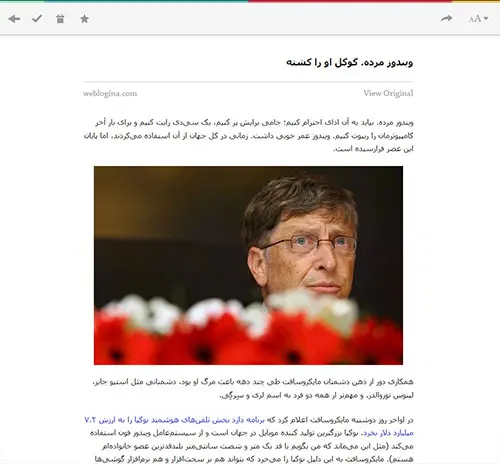 AA
ویندوز مرده، گوگل او را کشته
weblogina.com
View Original
ویندوز مرده. بیاید به آن ادای احترام کنیم؛ جامی برایش پر کنیم، یک سی‌دی رایت کنیم و برای بار آخر
کامپیوترمان را ریبوت کنیم. ویندوز عمر خوبی داشت. زمانی در کل جهان از آن استفاده می‌کردند، اما پایان
این عصر فرارسیده است.
همکاری دور از ذهن دشمنان مایکروسافت طی چند دهه باعث مرگ او بود، دشمنانی مثل استیو جابز،
لینوس توروالدز، و مهم‌تر از همه دو فرد به اسم لری و سِرگِی.
در اواخر روز دوشنبه مایکروسافت اعلام کرد که برنامه دارد بخش تلفن‌های هوشمند نوکیا را به ارزش ۷.۲
میلیارد دلار بخرد. نوکیا بزرگترین تولید کننده موبایل در جهان است و از سیستم‌عامل ویندوز فون استفاده
می‌کند (مثل این می‌ماند که من بگویم با قد یک متر و شصت سانتی‌متر بلندقدترین عضو خانواده‌ام
هستم). مایکروسافت به این دلیل نوکیا را می‌خرد که بتواند هم بر سخت‌افزار و هم نرم‌افزار گوشی‌ها